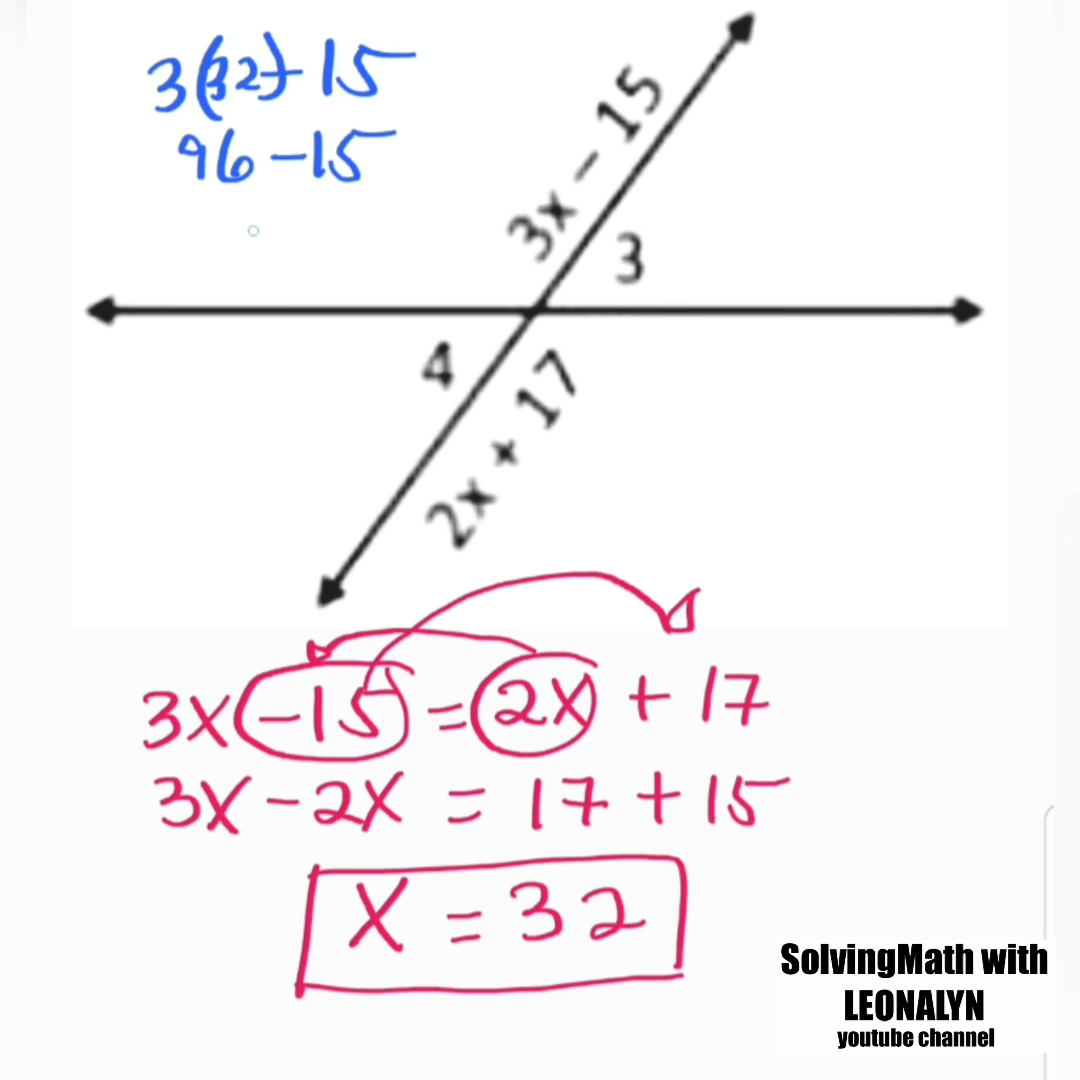 3(32)-15
96-15
3x - 15
3
4
2x + 17
3X-15=2X+17
3X-2X=17+15
X=32
SolvingMath with
LEONALYN
youtube channel